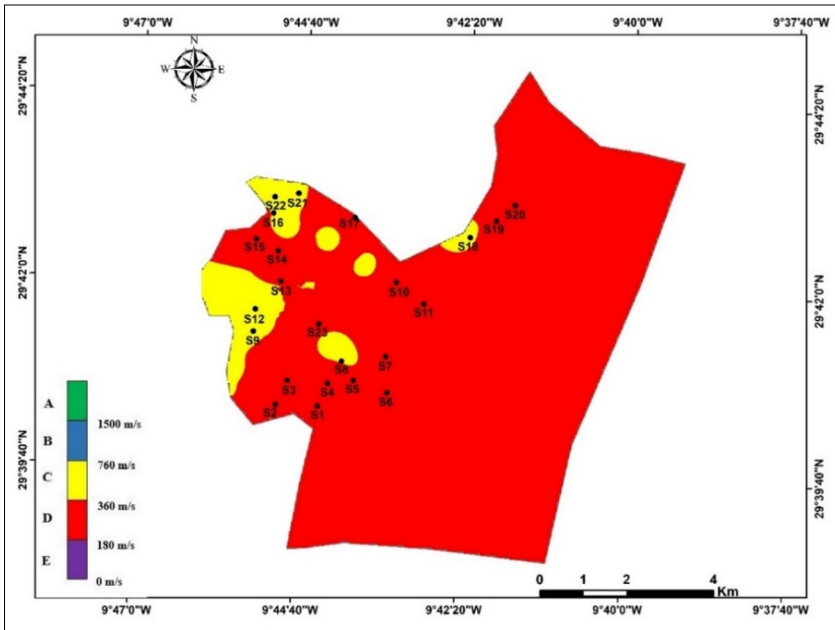 9°47'0"W 9°44'40"W 9°42'20"W 9°40'0"W 9°37'40"W
N
W E
S
29°44'20"N 29°44'20"N
S22 S21
S16
S17
S20
S19
S18
S15
S14
29°42'0"N 29°42'0"N
S13
S10
S11
S12
S23
S9
S7
S8
S3 S4 S5
S6
S2 S1
A
1500 m/s
B
760 m/s
C
360 m/s
D
180 m/s
E
0 m/s
29°39'40"N 29°39'40"N
0 1 2 4
Km
9°47'0"W 9°44'40"W 9°42'20"W 9°40'0"W 9°37'40"W